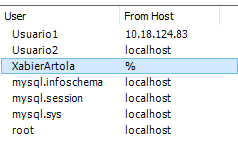 User From Host
Usuario1 10.18.124.83
Usuario2 localhost
XabierArtola %
mysql.infoschema localhost
mysql.session localhost
mysql.sys localhost
root localhost